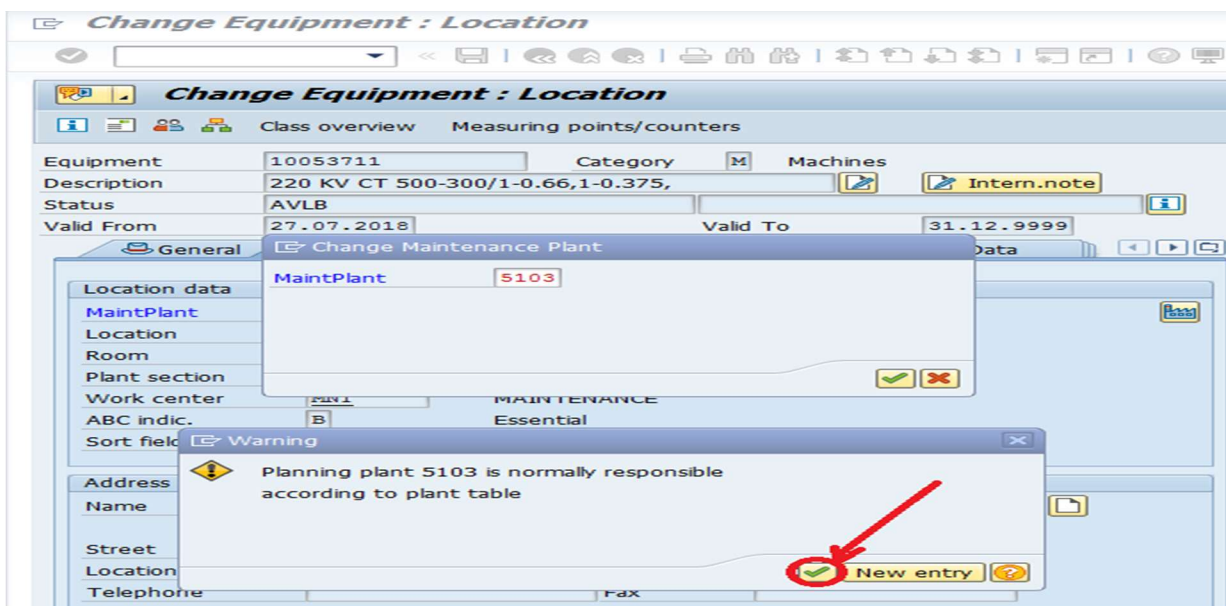 Change Equipment : Location
Change Equipment : Location
Class overview Measuring points/counters
Equipment 10053711 Category M Machines
Description 220 KV CT 500-300/1-0.66,1-0.375, Intern.note
Status AVLB
Valid From 27.07.2018 Valid To 31.12.9999
General Change Maintenance Plant Data
MaintPlant 5103
Location data
MaintPlant
Location
Room
Plant section
Work center MNT MAINTENANCE
ABC indic. B Essential
Sort field Warning
Planning plant 5103 is normally responsible
according to plant table
Address
Name
Street
Location
New entry
Telephone Fax